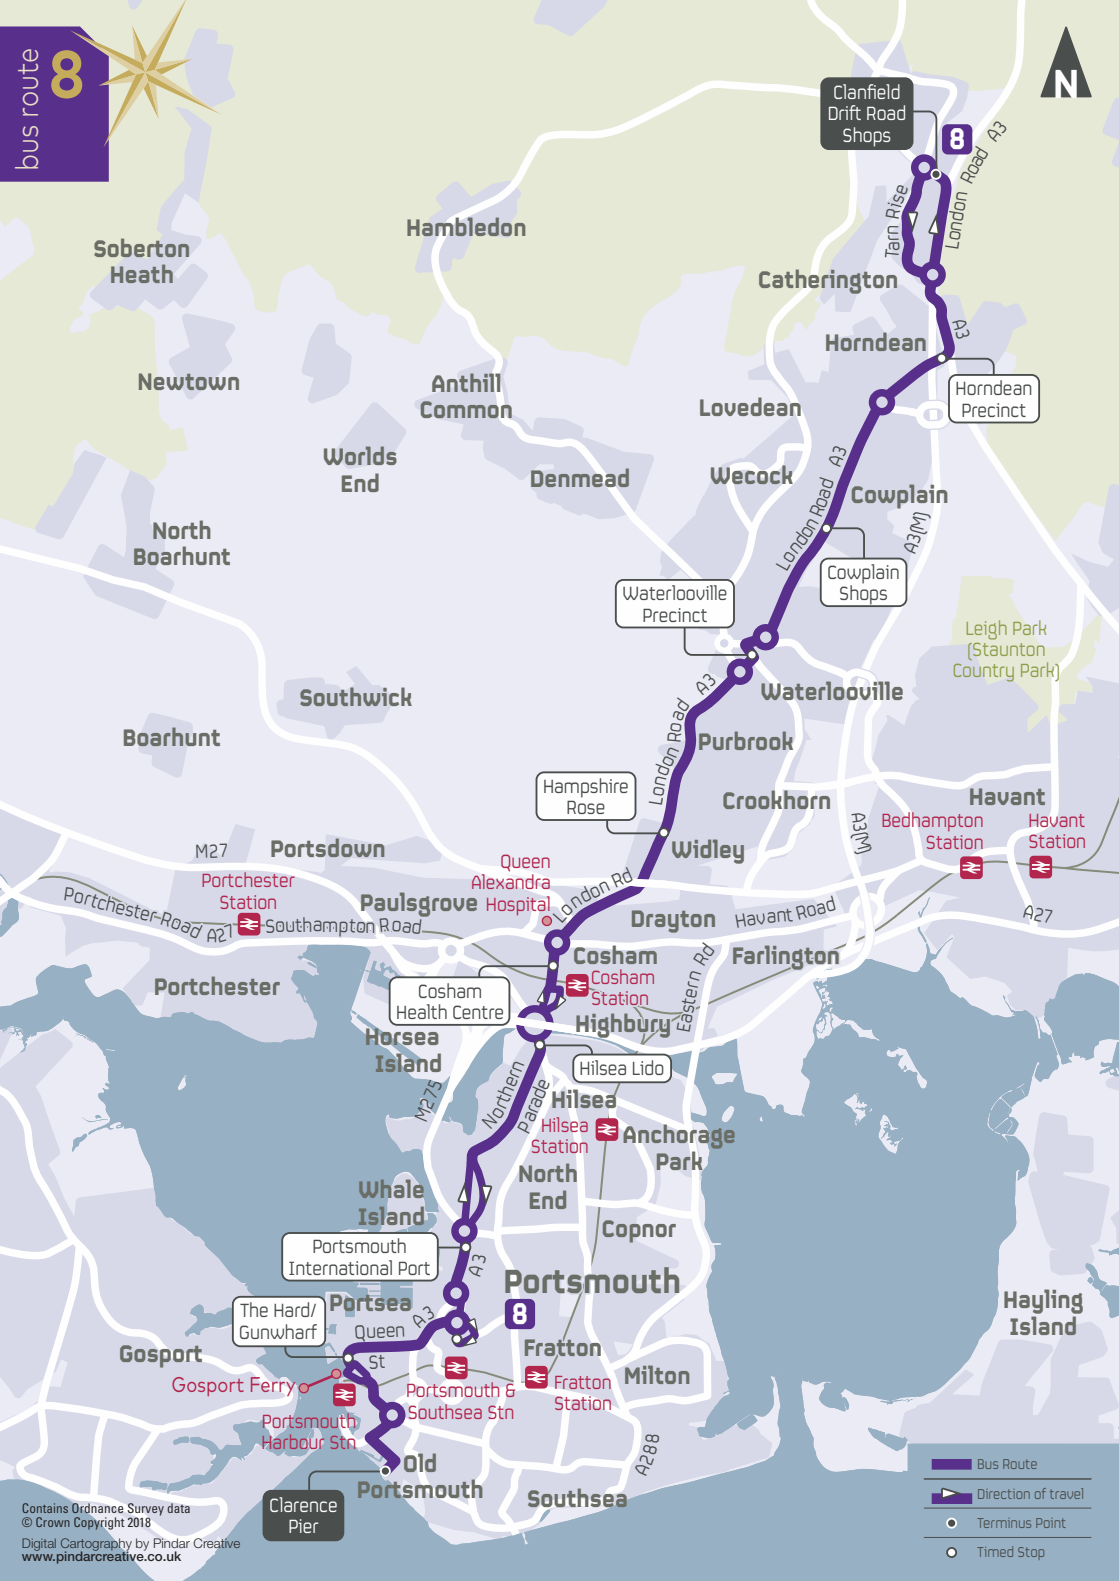 bus route
8
N
Clanfield
Drift Road
Shops
8
London Road A3
Tarn Rise
Hambledon
Soberton
Heath
Catherington
A3
Horndean
Horndean
Precinct
Newtown
Anthill
Common
Lovedean
Worlds
End
Denmead
Wecock
London Road A3
Cowplain
A3(M)
North
Boarhunt
Cowplain
Shops
Waterlooville
Precinct
Leigh Park
(Staunton
Country Park)
Southwick
A3
Waterlooville
Boarhunt
London Road
Purbrook
Hampshire
Rose
Crookhorn
Havant
Bedhampton
Station
Havant
Station
A3(M)
M27
Portsdown
Widley
Queen
Alexandra
Hospital
Portchester
Station
London Rd
Portchester Road A27
Southampton Road
Paulsgrove
Drayton
Havant Road
A27
Cosham
Farlington
Portchester
Cosham
Health Centre
Cosham
Station
Eastern Rd
Highbury
Horsea
Island
Hilsea Lido
M275
Northern
Parade
Hilsea
Hilsea
Station
Anchorage
Park
North
End
Whale
Island
Copnor
Portsmouth
International Port
A3
Portsmouth
8
The Hard/
Gunwharf
Portsea
Queen
St
A3
Hayling
Island
Gosport
Fratton
Gosport Ferry
Portsmouth &
Southsea Stn
Fratton
Station
Milton
Portsmouth
Harbour Stn
A288
Old
Portsmouth
Southsea
Clarence
Pier
Bus Route
Direction of travel
Terminus Point
Timed Stop
Contains Ordnance Survey data
© Crown Copyright 2018
Digital Cartography by Pindar Creative
www.pindarcreative.co.uk